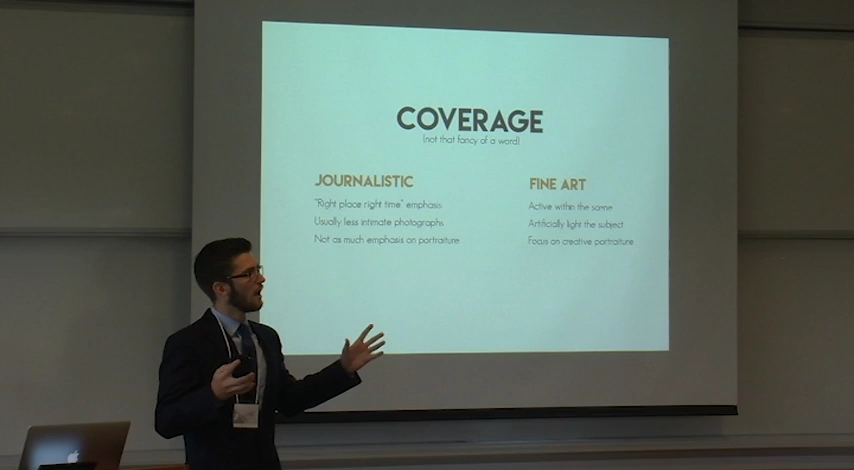 COVERAGE
(not that fancy of a word)
JOURNALISTIC
"Right place right time" emphasis
Usually less intimate photographs
Not as much emphasis on portraiture
FINE ART
Active within the scene
Artificially light the subject
Focus on creative portraiture